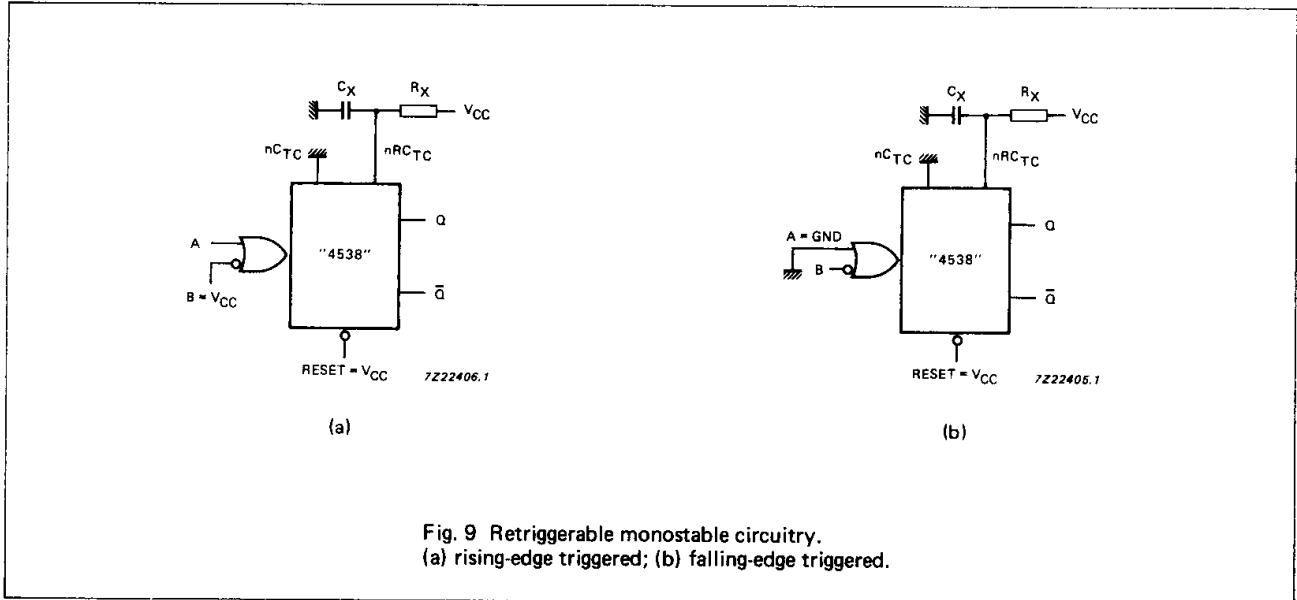 C_X R_X
V_CC
nC_TC nRC_TC
A
B = V_CC
"4538"
Q
Q̅
RESET = V_CC
7Z22406.1
(a)
C_X R_X
V_CC
nC_TC nRC_TC
A = GND
B
"4538"
Q
Q̅
RESET = V_CC
7Z22405.1
(b)
Fig. 9 Retriggerable monostable circuitry.
(a) rising-edge triggered; (b) falling-edge triggered.